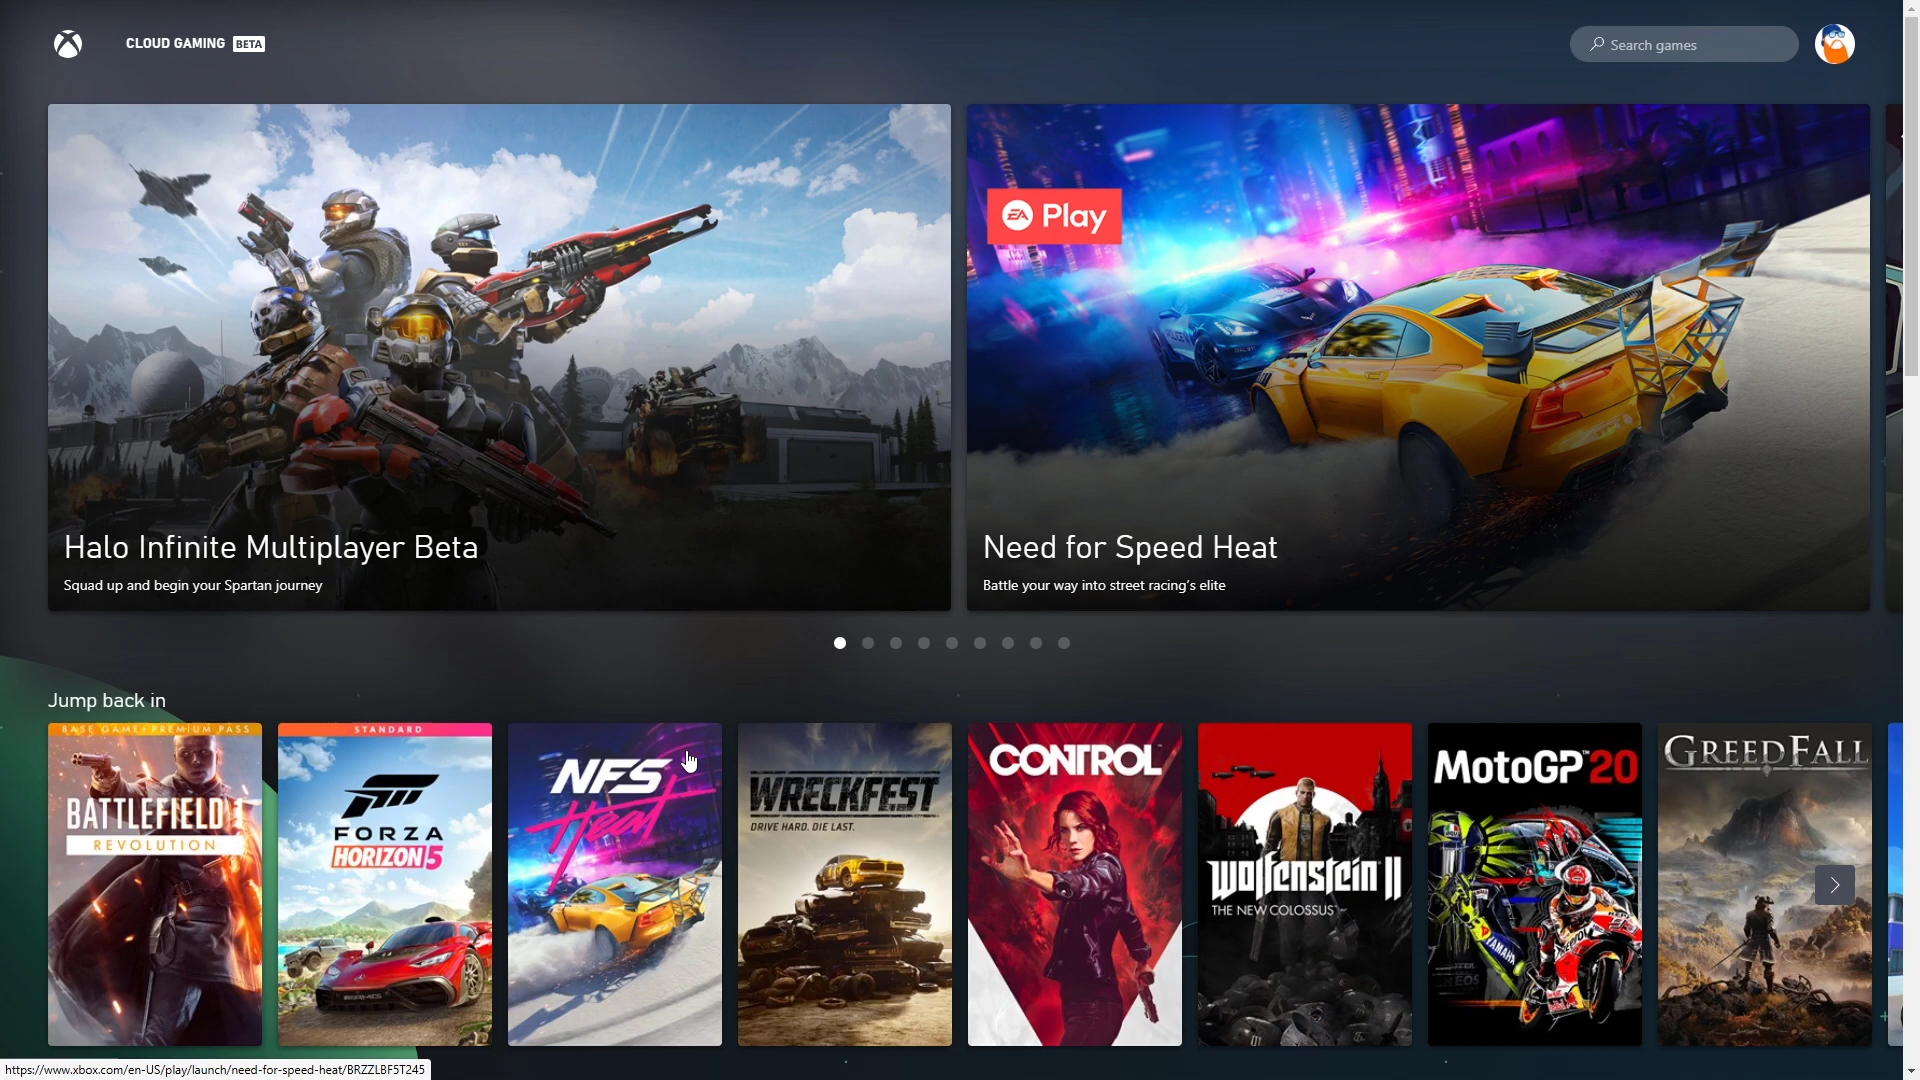 CLOUD GAMING BETA
Search games
EA Play
Halo Infinite Multiplayer Beta
Squad up and begin your Spartan journey
Need for Speed Heat
Battle your way into street racing's elite
Jump back in
BASE GAME + PREMIUM PASS
BATTLEFIELD 1
REVOLUTION
STANDARD
FORZA
HORIZON 5
NFS
Heat
WRECKFEST
DRIVE HARD. DIE LAST.
CONTROL
Wolfenstein II
THE NEW COLOSSUS
MotoGP™20
YAMAHA
GREEDFALL
https://www.xbox.com/en-US/play/launch/need-for-speed-heat/BRZZLBF5T245